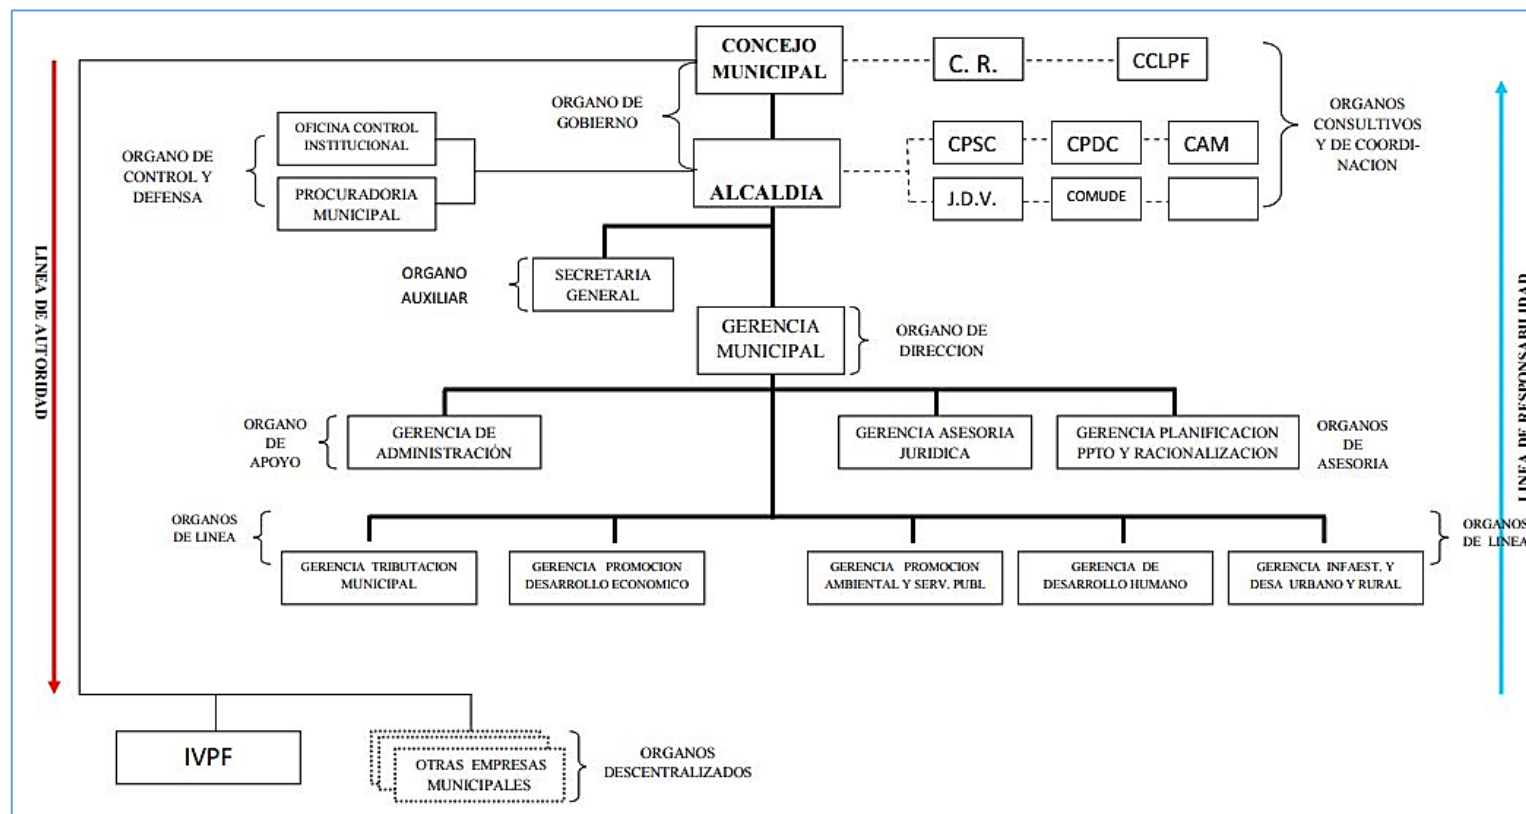 CONCEJO
MUNICIPAL
C. R.
CCLPF
ORGANO DE
GOBIERNO
ORGANOS
CONSULTIVOS
Y DE COORDI-
NACION
OFICINA CONTROL
INSTITUCIONAL
ORGANO DE
CONTROL Y
DEFENSA
PROCURADORIA
MUNICIPAL
ALCALDIA
CPSC
CPDC
CAM
J.D.V.
COMUDE
LINEA DE AUTORIDAD
LINEA DE RESPONSABILIDAD
ORGANO
AUXILIAR
SECRETARIA
GENERAL
GERENCIA
MUNICIPAL
ORGANO DE
DIRECCION
ORGANO
DE
APOYO
GERENCIA DE
ADMINISTRACIÓN
GERENCIA ASESORIA
JURIDICA
GERENCIA PLANIFICACION
PPTO Y RACIONALIZACION
ORGANOS
DE
ASESORIA
ORGANOS
DE LINEA
ORGANOS
DE LINEA
GERENCIA TRIBUTACION
MUNICIPAL
GERENCIA PROMOCION
DESARROLLO ECONOMICO
GERENCIA PROMOCION
AMBIENTAL Y SERV. PUBL
GERENCIA DE
DESARROLLO HUMANO
GERENCIA INFAEST. Y
DESA URBANO Y RURAL
IVPF
OTRAS EMPRESAS
MUNICIPALES
ORGANOS
DESCENTRALIZADOS